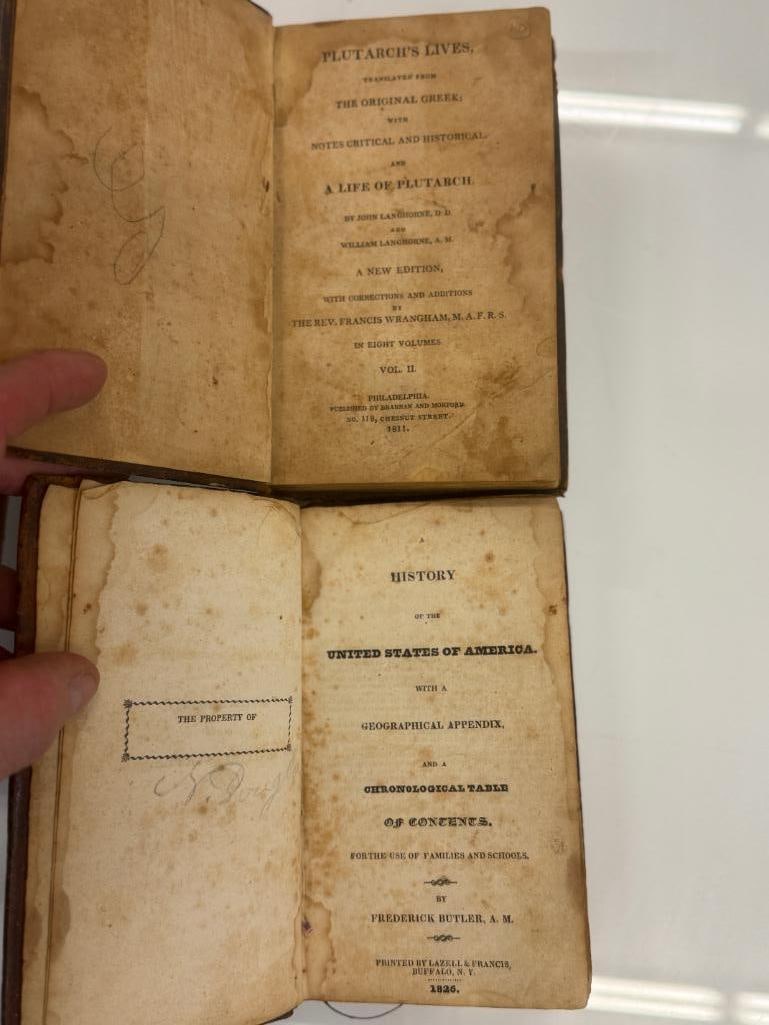 PLUTARCH'S LIVES,
TRANSLATED FROM
THE ORIGINAL GREEK;
WITH
NOTES CRITICAL AND HISTORICAL,
AND
A LIFE OF PLUTARCH.
BY JOHN LANGHORNE, D. D.
AND
WILLIAM LANGHORNE, A. M.
A NEW EDITION,
WITH CORRECTIONS AND ADDITIONS
BY
THE REV. FRANCIS WRANGHAM, M. A. F. R. S.
IN EIGHT VOLUMES
VOL. II.
PHILADELPHIA.
PUBLISHED BY BRANNAN AND MORFORD.
NO. 119, CHESNUT STREET.
1811.
THE PROPERTY OF
N.
A
HISTORY
OF THE
UNITED STATES OF AMERICA.
WITH A
GEOGRAPHICAL APPENDIX,
AND A
CHRONOLOGICAL TABLE
OF CONTENTS.
FOR THE USE OF FAMILIES AND SCHOOLS.
BY
FREDERICK BUTLER, A. M.
PRINTED BY LAZELL & FRANCIS,
BUFFALO, N. Y.
1826.